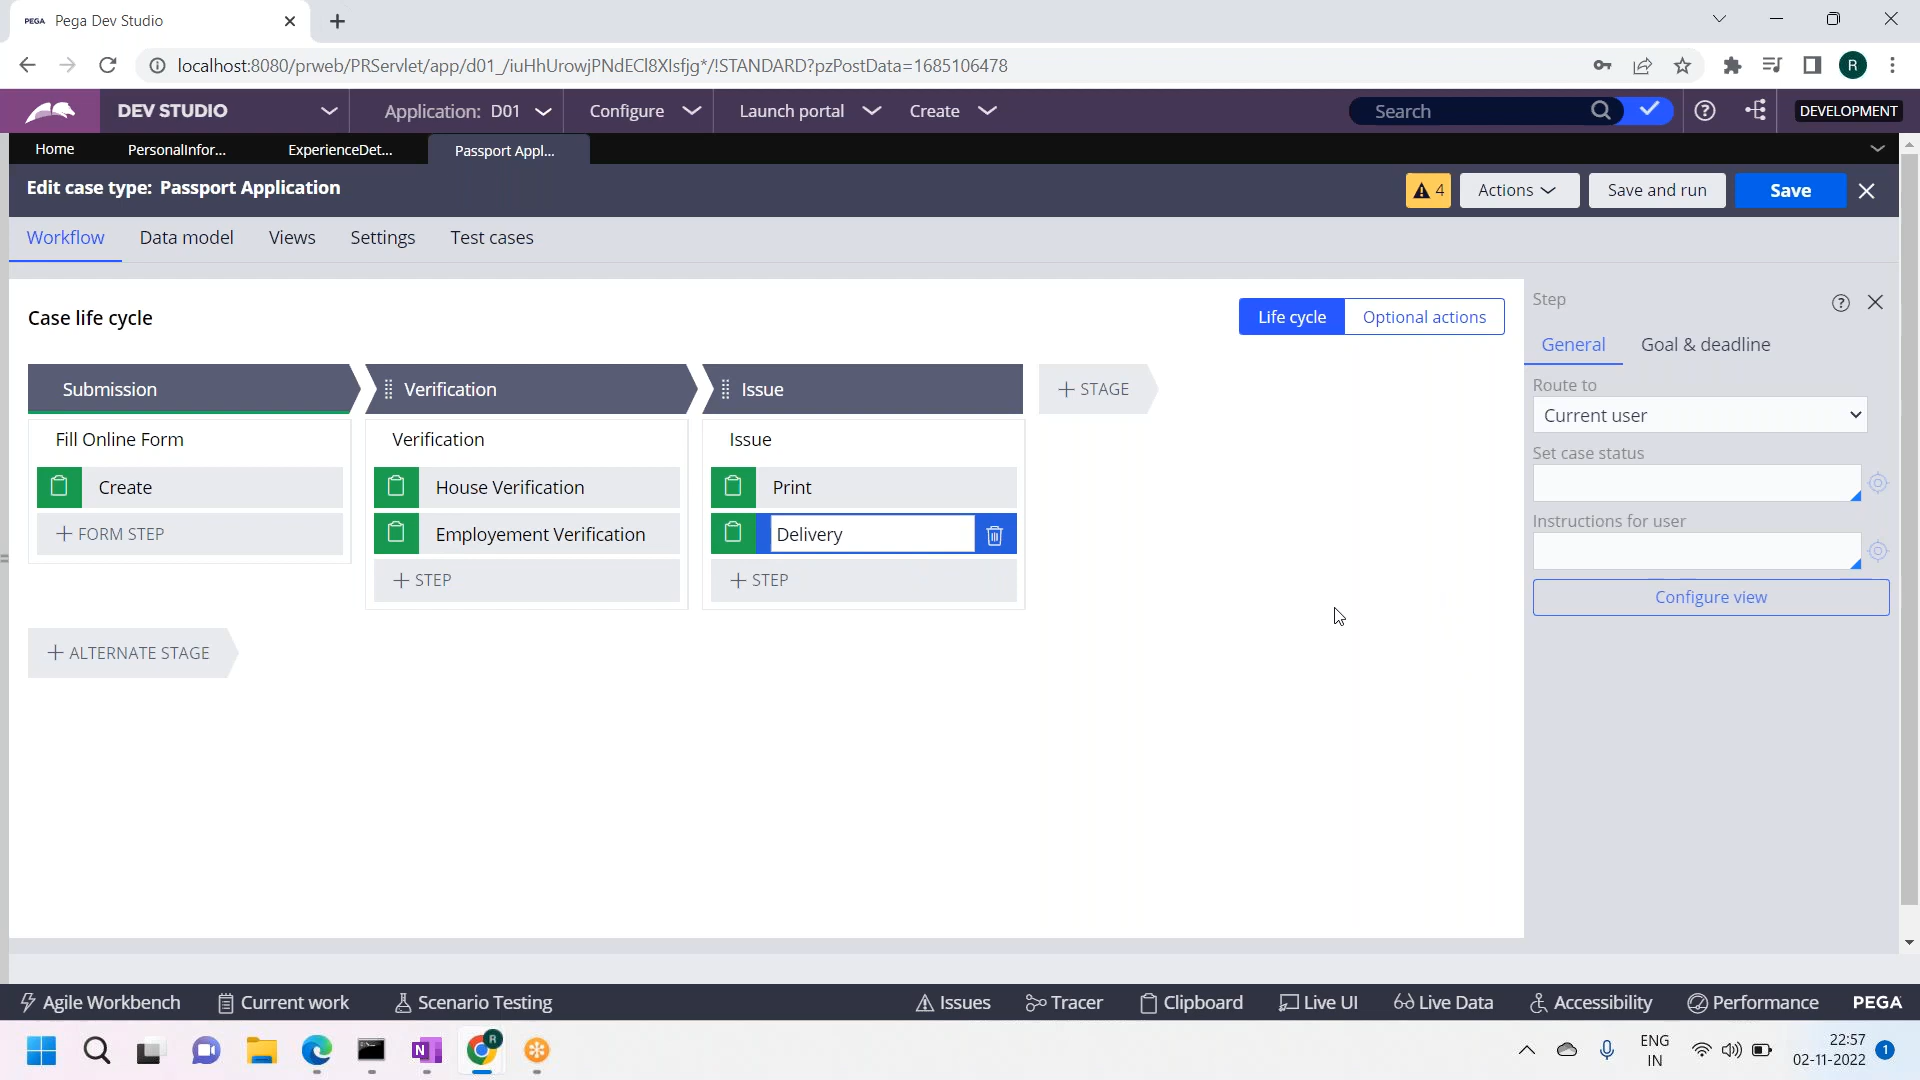 PEGA Pega Dev Studio
localhost:8080/prweb/PRServlet/app/d01_/iuHhUrowjPNdECl8XIsfjg*/!STANDARD?pzPostData=1685106478
R
DEV STUDIO Application: D01 Configure Launch portal Create Search DEVELOPMENT
Home PersonalInfor... ExperienceDet... Passport Appl...
Edit case type: Passport Application 4 Actions Save and run Save
Workflow Data model Views Settings Test cases
Case life cycle
Life cycle Optional actions
Submission Verification Issue + STAGE
Fill Online Form Verification Issue
Create House Verification Print
+ FORM STEP Employement Verification Delivery
+ STEP + STEP
+ ALTERNATE STAGE
Step
General Goal & deadline
Route to
Current user
Set case status
Instructions for user
Configure view
Agile Workbench Current work Scenario Testing Issues Tracer Clipboard Live UI Live Data Accessibility Performance PEGA
R
N
ENG
IN
22:57
02-11-2022
1